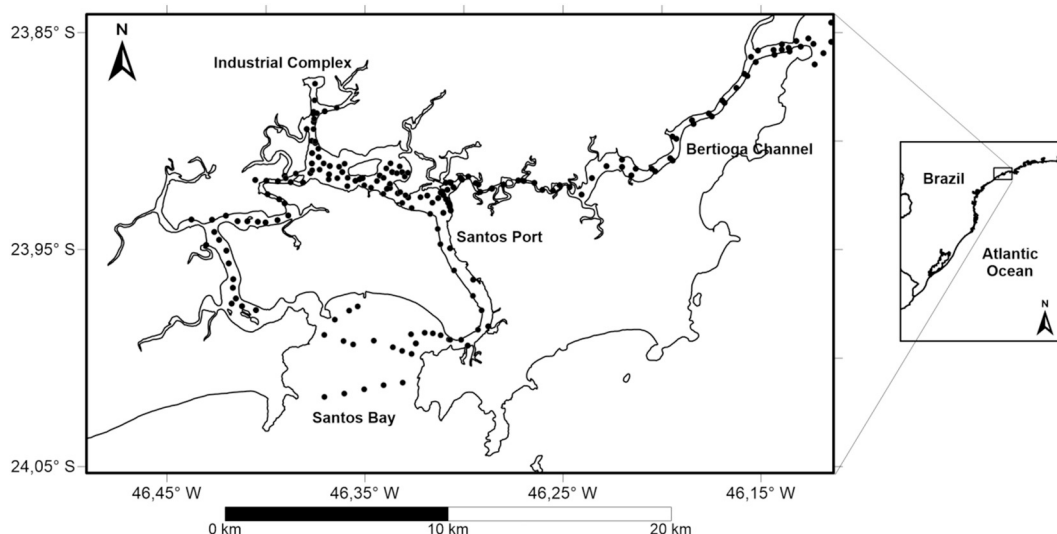 23,85° S
N
Industrial Complex
Bertioga Channel
Brazil
Santos Port
23,95° S
Atlantic
Ocean
N
Santos Bay
24,05° S
46,45° W
46,35° W
46,25° W
46,15° W
0 km
10 km
20 km